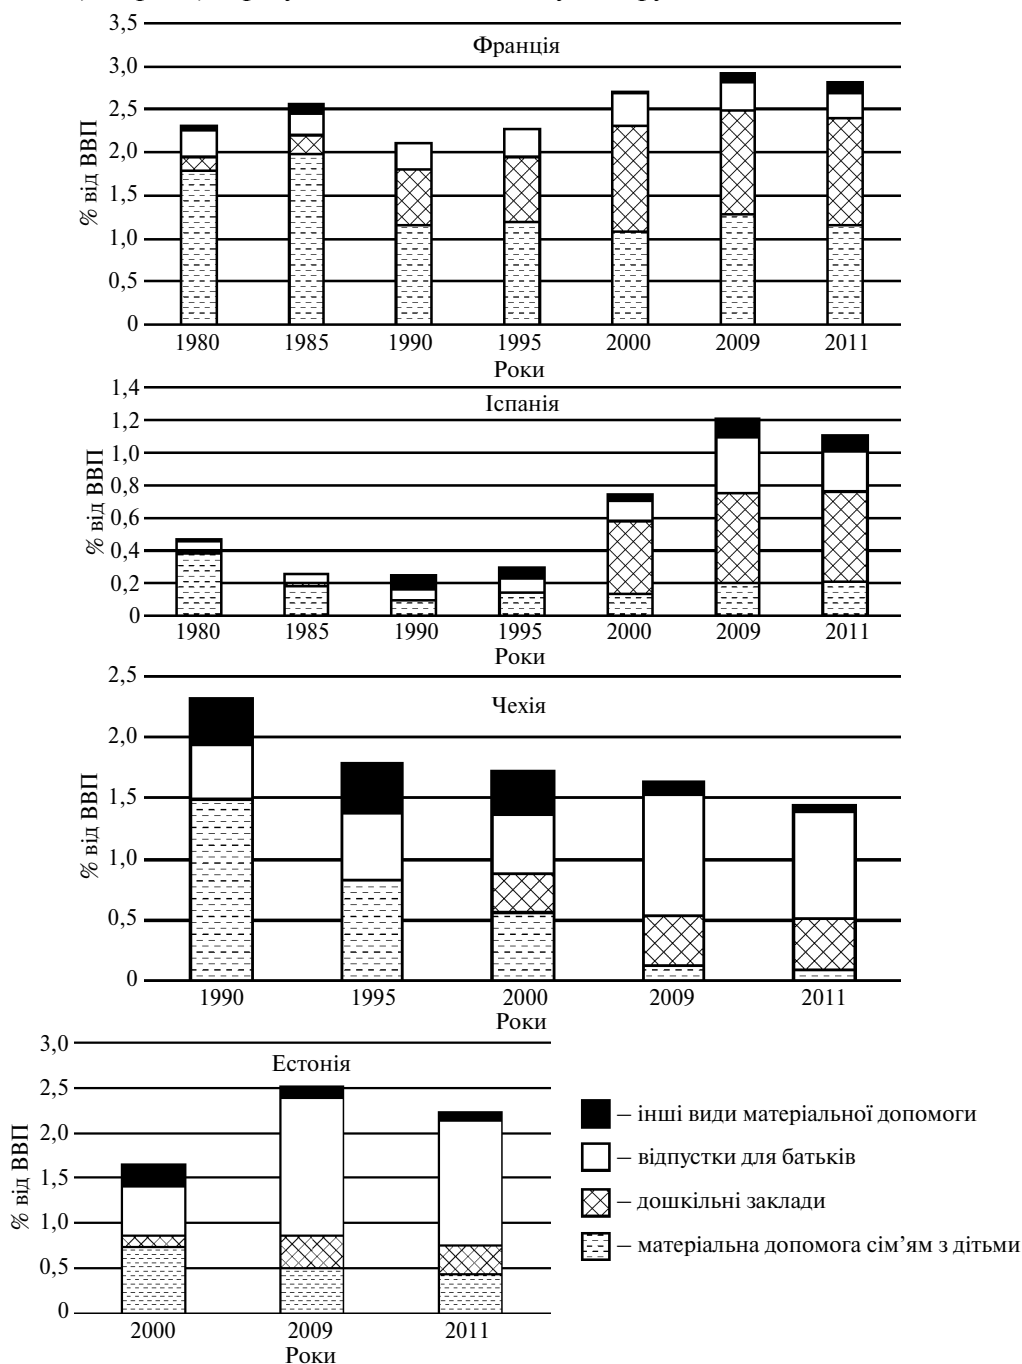 3,5
Франція
3,0
2,5
2,0
1,5
1,0
0,5
0
% від ВВП
1980 1985 1990 1995 2000 2009 2011
Роки
1,4
Іспанія
1,2
1,0
0,8
0,6
0,4
0,2
0
% від ВВП
1980 1985 1990 1995 2000 2009 2011
Роки
2,5
Чехія
2,0
1,5
1,0
0,5
0
% від ВВП
1990 1995 2000 2009 2011
Роки
3,0
Естонія
2,5
2,0
1,5
1,0
0,5
0
% від ВВП
2000 2009 2011
Роки
– інші види матеріальної допомоги
– відпустки для батьків
– дошкільні заклади
– матеріальна допомога сім’ям з дітьми